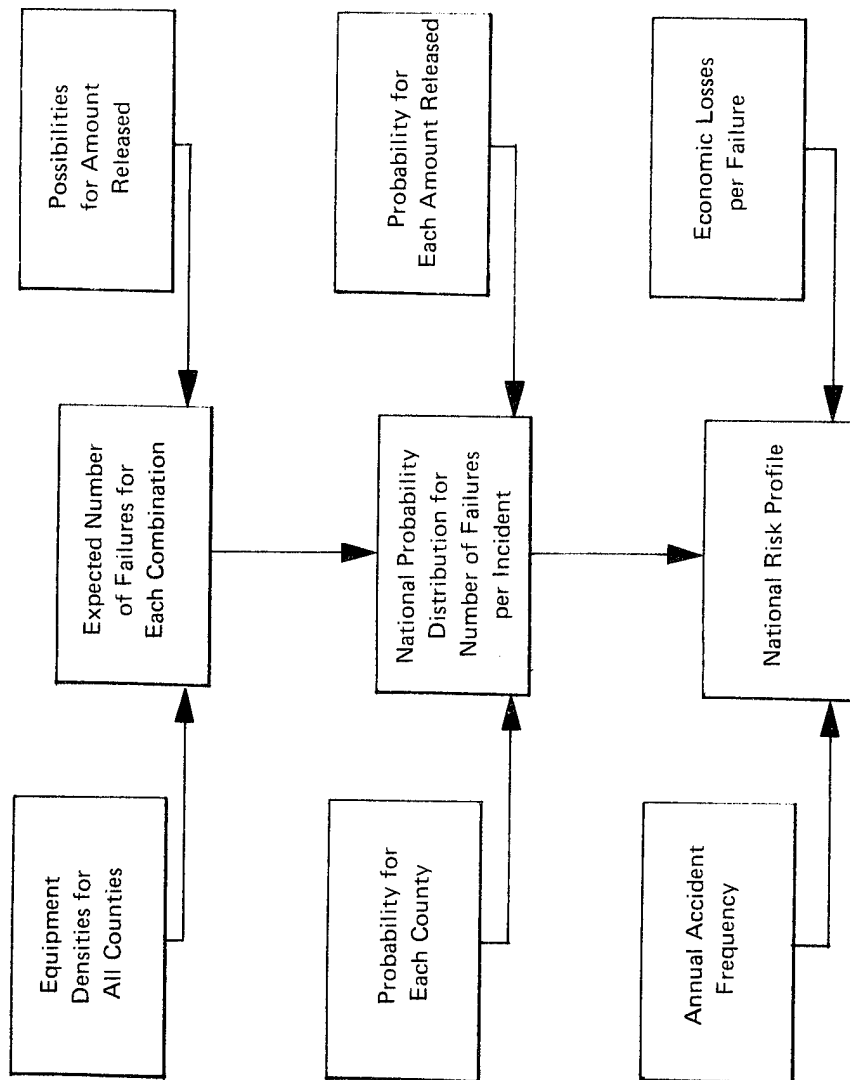 Equipment
Densities for
All Counties
Expected Number
of Failures for
Each Combination
Possibilities
for Amount
Released
Probability for
Each County
National Probability
Distribution for
Number of Failures
per Incident
Probability for
Each Amount Released
Annual Accident
Frequency
National Risk Profile
Economic Losses
per Failure